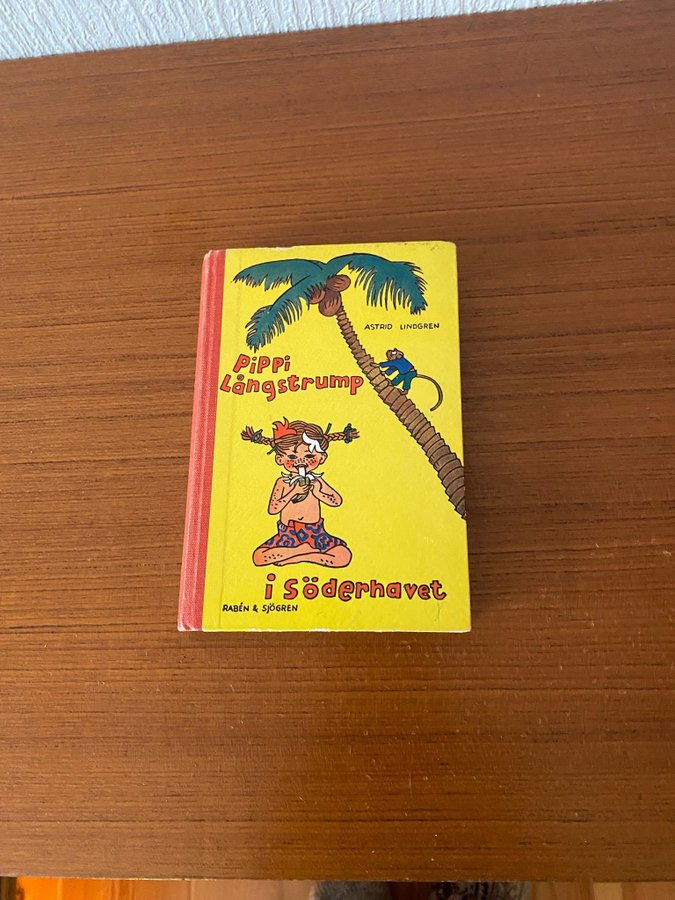 ASTRID LINDGREN
PiPPi
Långstrump
i Söderhavet
RABÉN & SJÖGREN